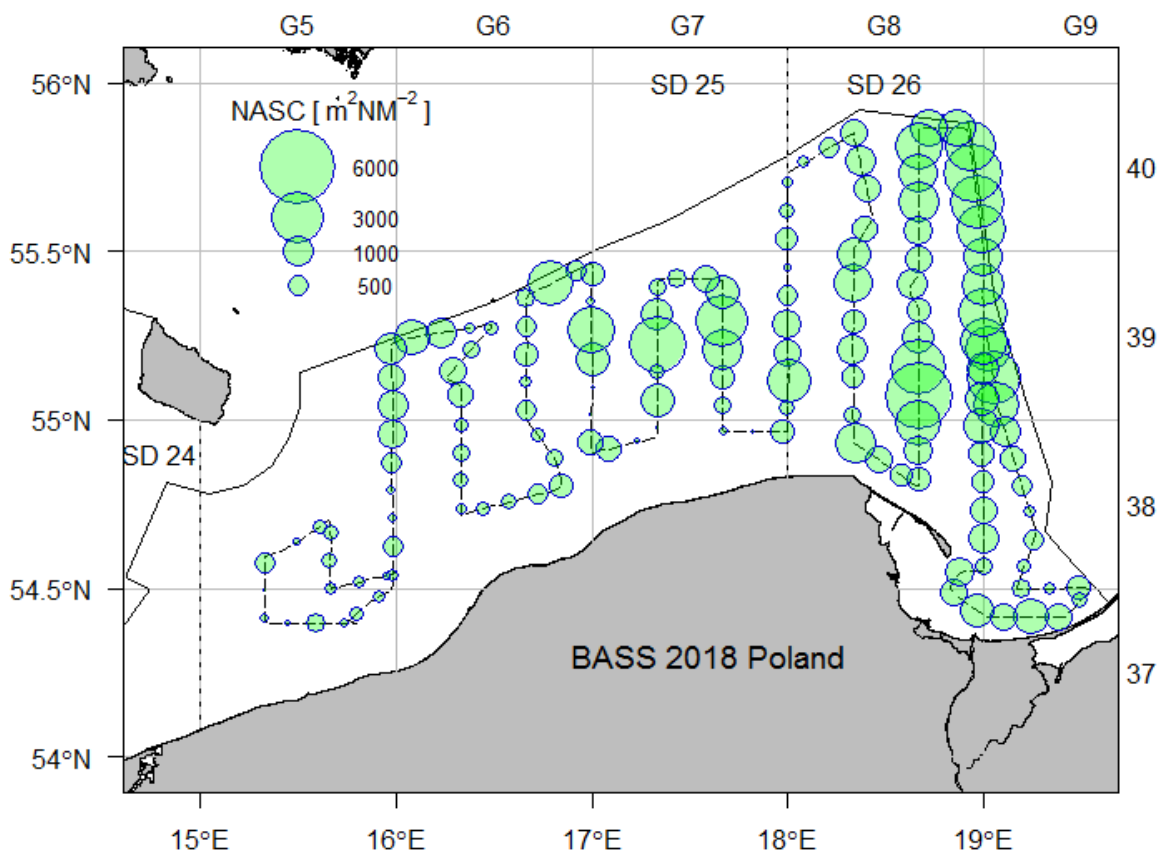 G5 G6 G7 G8 G9
56°N
SD 25 SD 26
NASC [ m²NM⁻² ]
6000
40
3000
55.5°N
1000
500
39
55°N
SD 24
38
54.5°N
BASS 2018 Poland
37
54°N
15°E 16°E 17°E 18°E 19°E